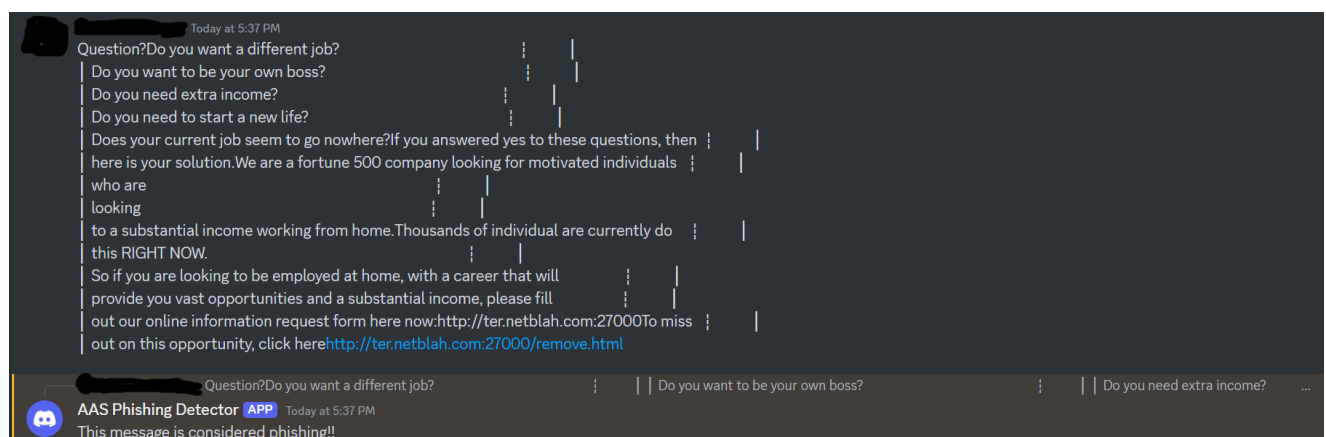 Today at 5:37 PM
Question?Do you want a different job? ¦ |
| Do you want to be your own boss? ¦ |
| Do you need extra income? ¦ |
| Do you need to start a new life? ¦ |
| Does your current job seem to go nowhere?If you answered yes to these questions, then ¦ |
| here is your solution.We are a fortune 500 company looking for motivated individuals ¦ |
| who are ¦ |
| looking ¦ |
| to a substantial income working from home.Thousands of individual are currently do ¦ |
| this RIGHT NOW. ¦ |
| So if you are looking to be employed at home, with a career that will ¦ |
| provide you vast opportunities and a substantial income, please fill ¦ |
| out our online information request form here now:http://ter.netblah.com:27000To miss ¦ |
| out on this opportunity, click herehttp://ter.netblah.com:27000/remove.html
Question?Do you want a different job? ¦ | | Do you want to be your own boss? ¦ | | Do you need extra income? ...
AAS Phishing Detector APP Today at 5:37 PM
This message is considered phishing!!